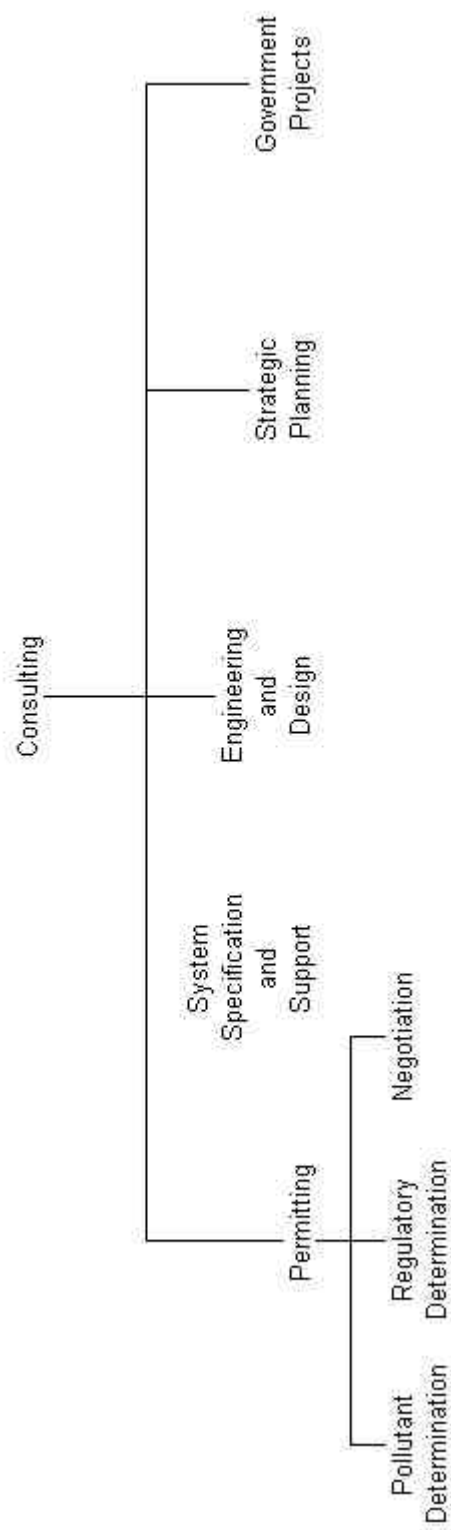 Consulting
Permitting
System
Specification
and
Support
Engineering
and
Design
Strategic
Planning
Government
Projects
Pollutant
Determination
Regulatory
Determination
Negotiation